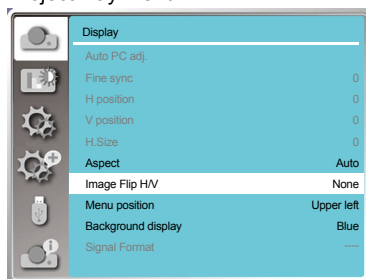 Display
Auto PC adj.
Fine sync 0
H position 0
V position 0
H.Size 0
Aspect Auto
Image Flip H/V None
Menu position Upper left
Background display Blue
Signal Format ----